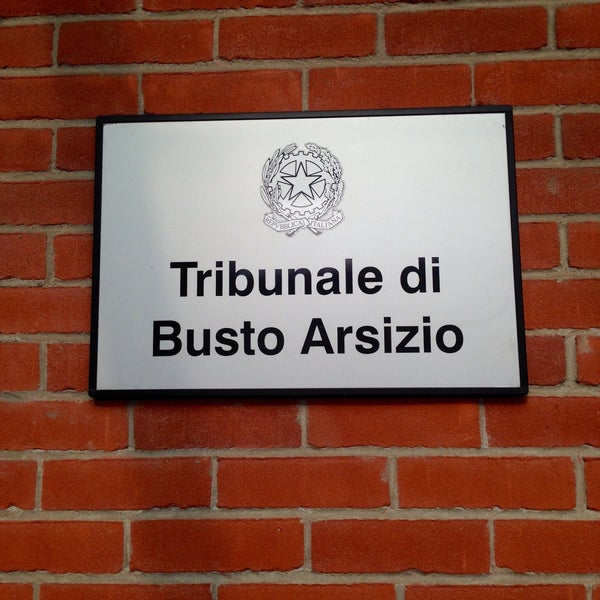 REPVBBLICA ITALIANA
Tribunale di
Busto Arsizio